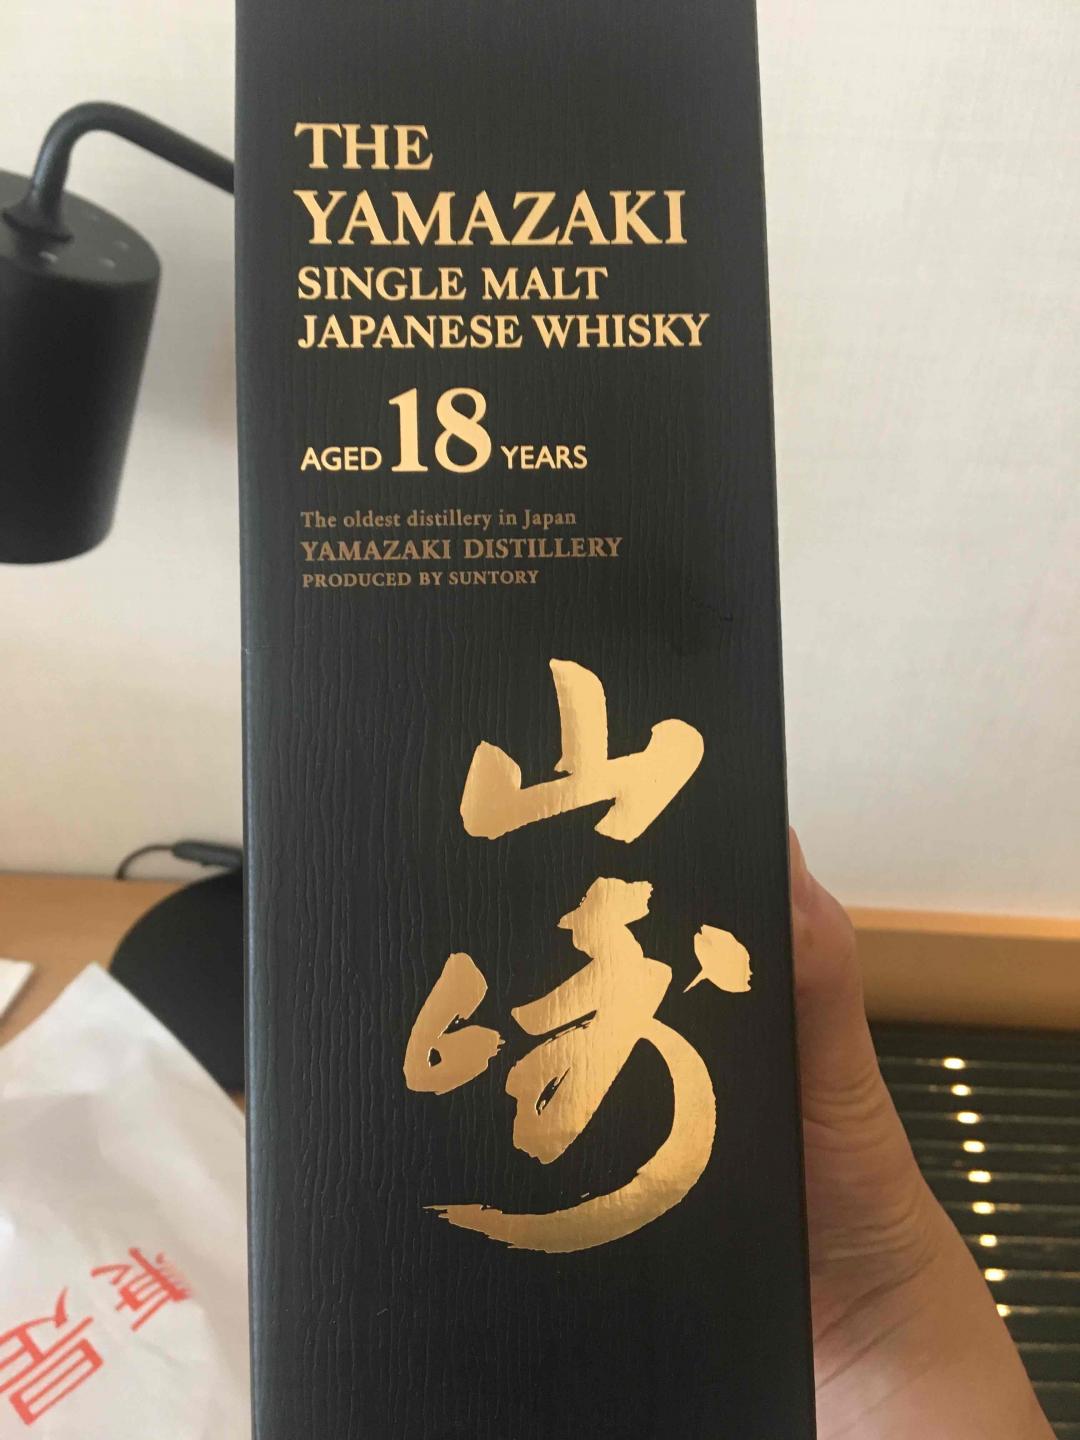 THE
YAMAZAKI
SINGLE MALT
JAPANESE WHISKY
AGED 18 YEARS
The oldest distillery in Japan
YAMAZAKI DISTILLERY
PRODUCED BY SUNTORY
山
崎